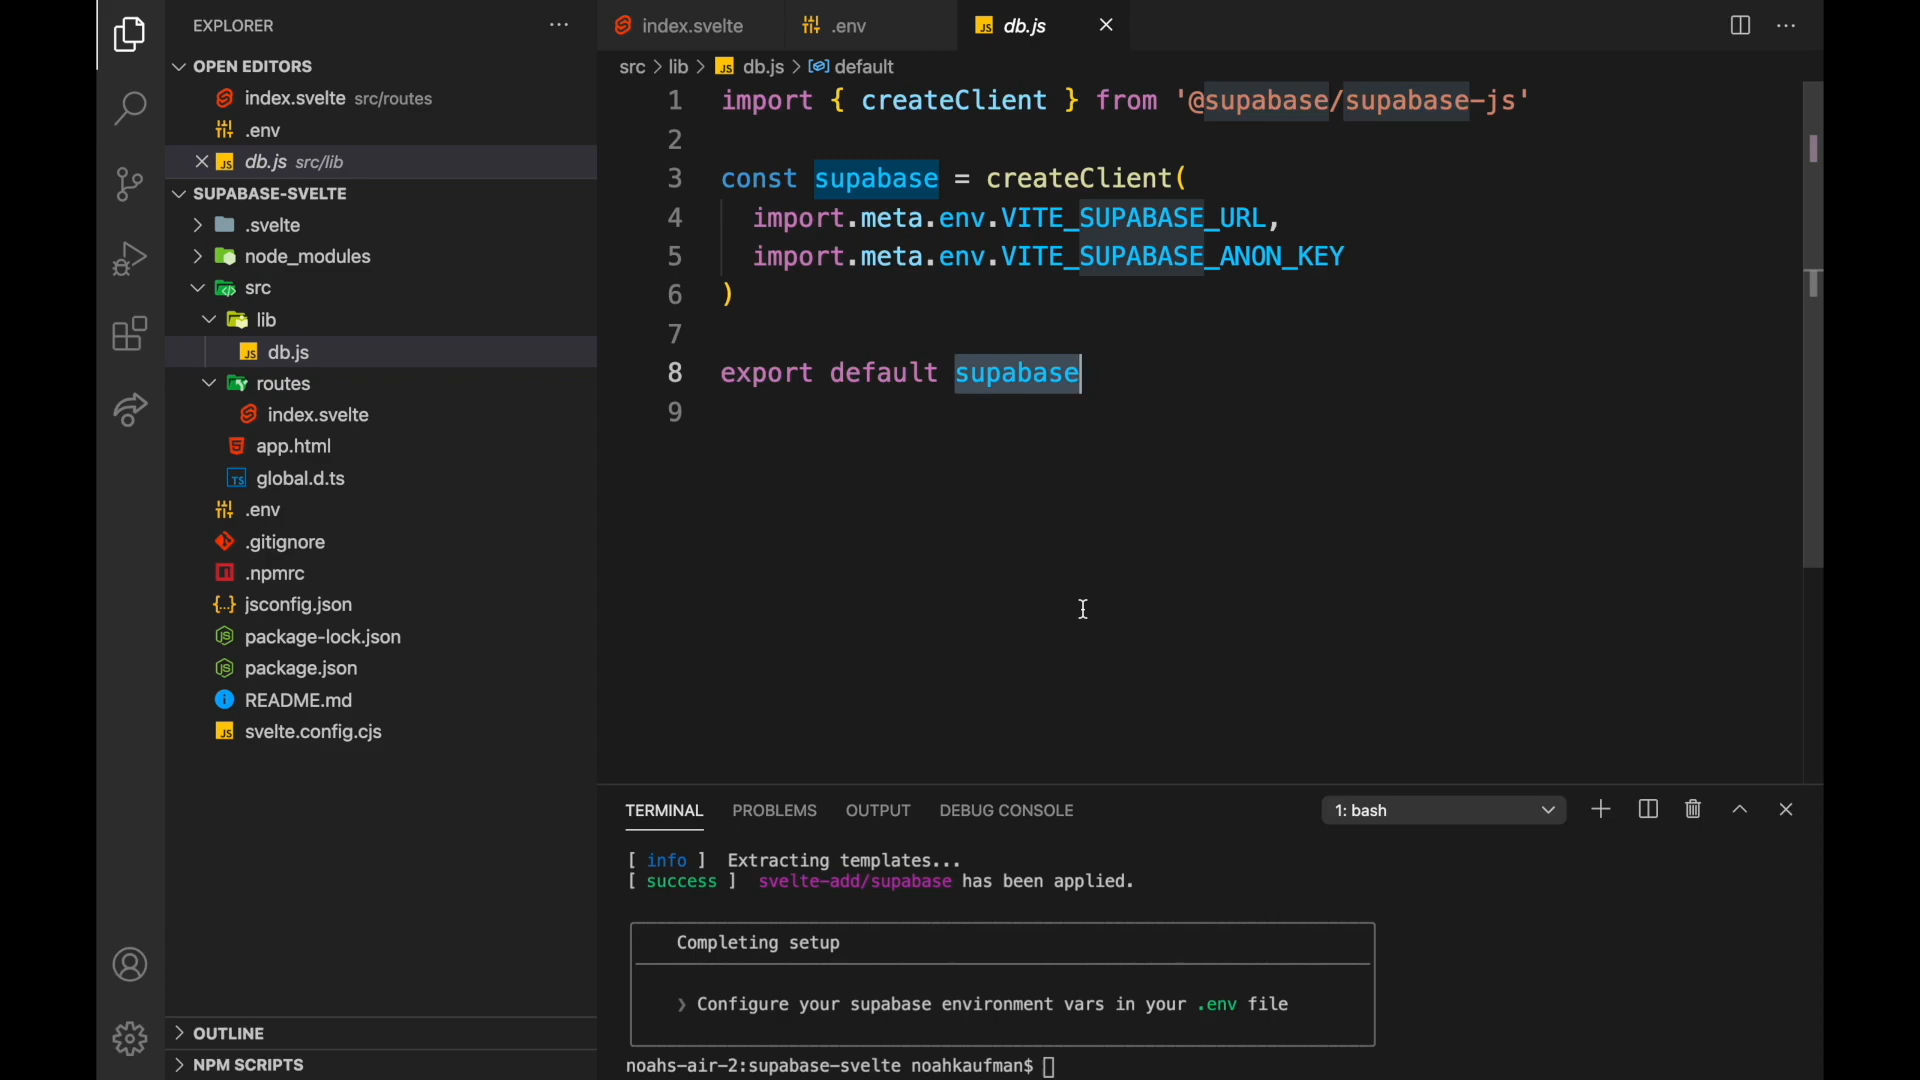 EXPLORER
OPEN EDITORS
index.svelte src/routes
.env
db.js src/lib
SUPABASE-SVELTE
.svelte
node_modules
src
lib
db.js
routes
index.svelte
app.html
global.d.ts
.env
.gitignore
.npmrc
jsconfig.json
package-lock.json
package.json
README.md
svelte.config.cjs
OUTLINE
NPM SCRIPTS
index.svelte
.env
db.js
src > lib > db.js > default
1 import { createClient } from '@supabase/supabase-js'
2
3 const supabase = createClient(
4 import.meta.env.VITE_SUPABASE_URL,
5 import.meta.env.VITE_SUPABASE_ANON_KEY
6 )
7
8 export default supabase
9
TERMINAL PROBLEMS OUTPUT DEBUG CONSOLE 1: bash
[ info ] Extracting templates...
[ success ] svelte-add/supabase has been applied.
Completing setup
❯ Configure your supabase environment vars in your .env file
noahs-air-2:supabase-svelte noahkaufman$